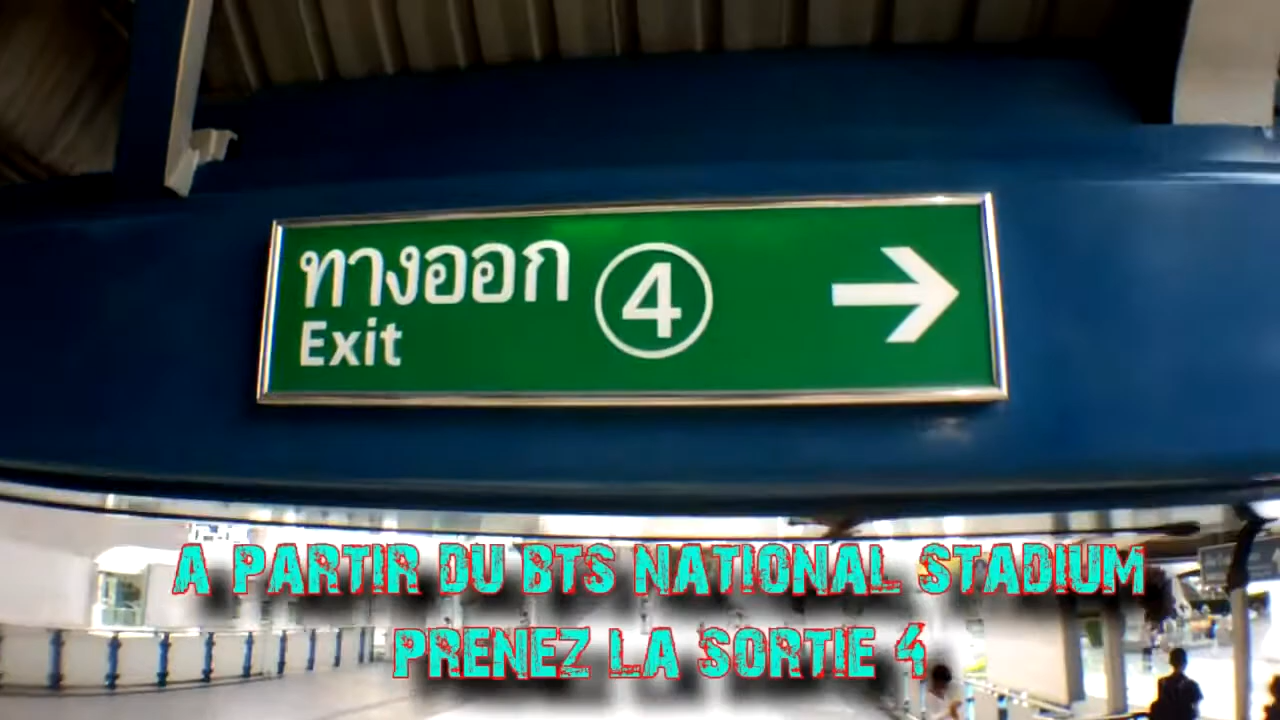 ทางออก 4 →
Exit
A PARTIR DU BTS NATIONAL STADIUM
PRENEZ LA SORTIE 4